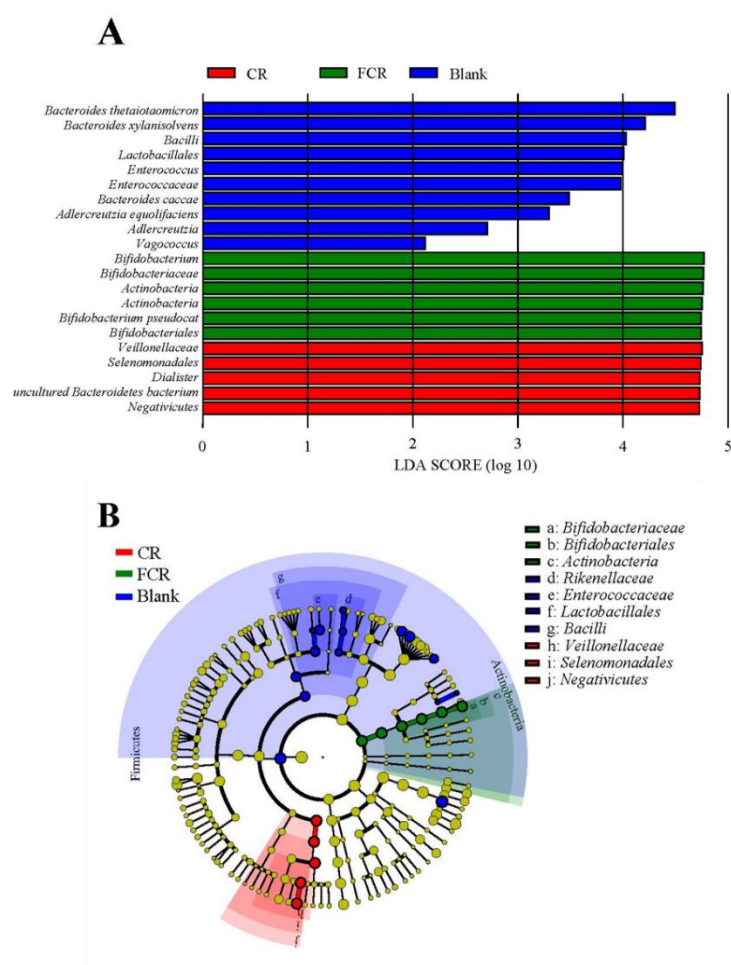 A
CR FCR Blank
Bacteroides thetaiotaomicron
Bacteroides xylanisolvens
Bacilli
Lactobacillales
Enterococcus
Enterococcaceae
Bacteroides caccae
Adlercreutzia equolifaciens
Adlercreutzia
Vagococcus
Bifidobacterium
Bifidobacteriaceae
Actinobacteria
Actinobacteria
Bifidobacterium pseudocat
Bifidobacteriales
Veillonellaceae
Selenomonadales
Dialister
uncultured Bacteroidetes bacterium
Negativicutes
0 1 2 3 4 5
LDA SCORE (log 10)
B
CR
FCR
Blank
a: Bifidobacteriaceae
b: Bifidobacteriales
c: Actinobacteria
d: Rikenellaceae
e: Enterococcaceae
f: Lactobacillales
g: Bacilli
h: Veillonellaceae
i: Selenomonadales
j: Negativicutes
g
f e d
Actinobacteria
a b c
Firmicutes